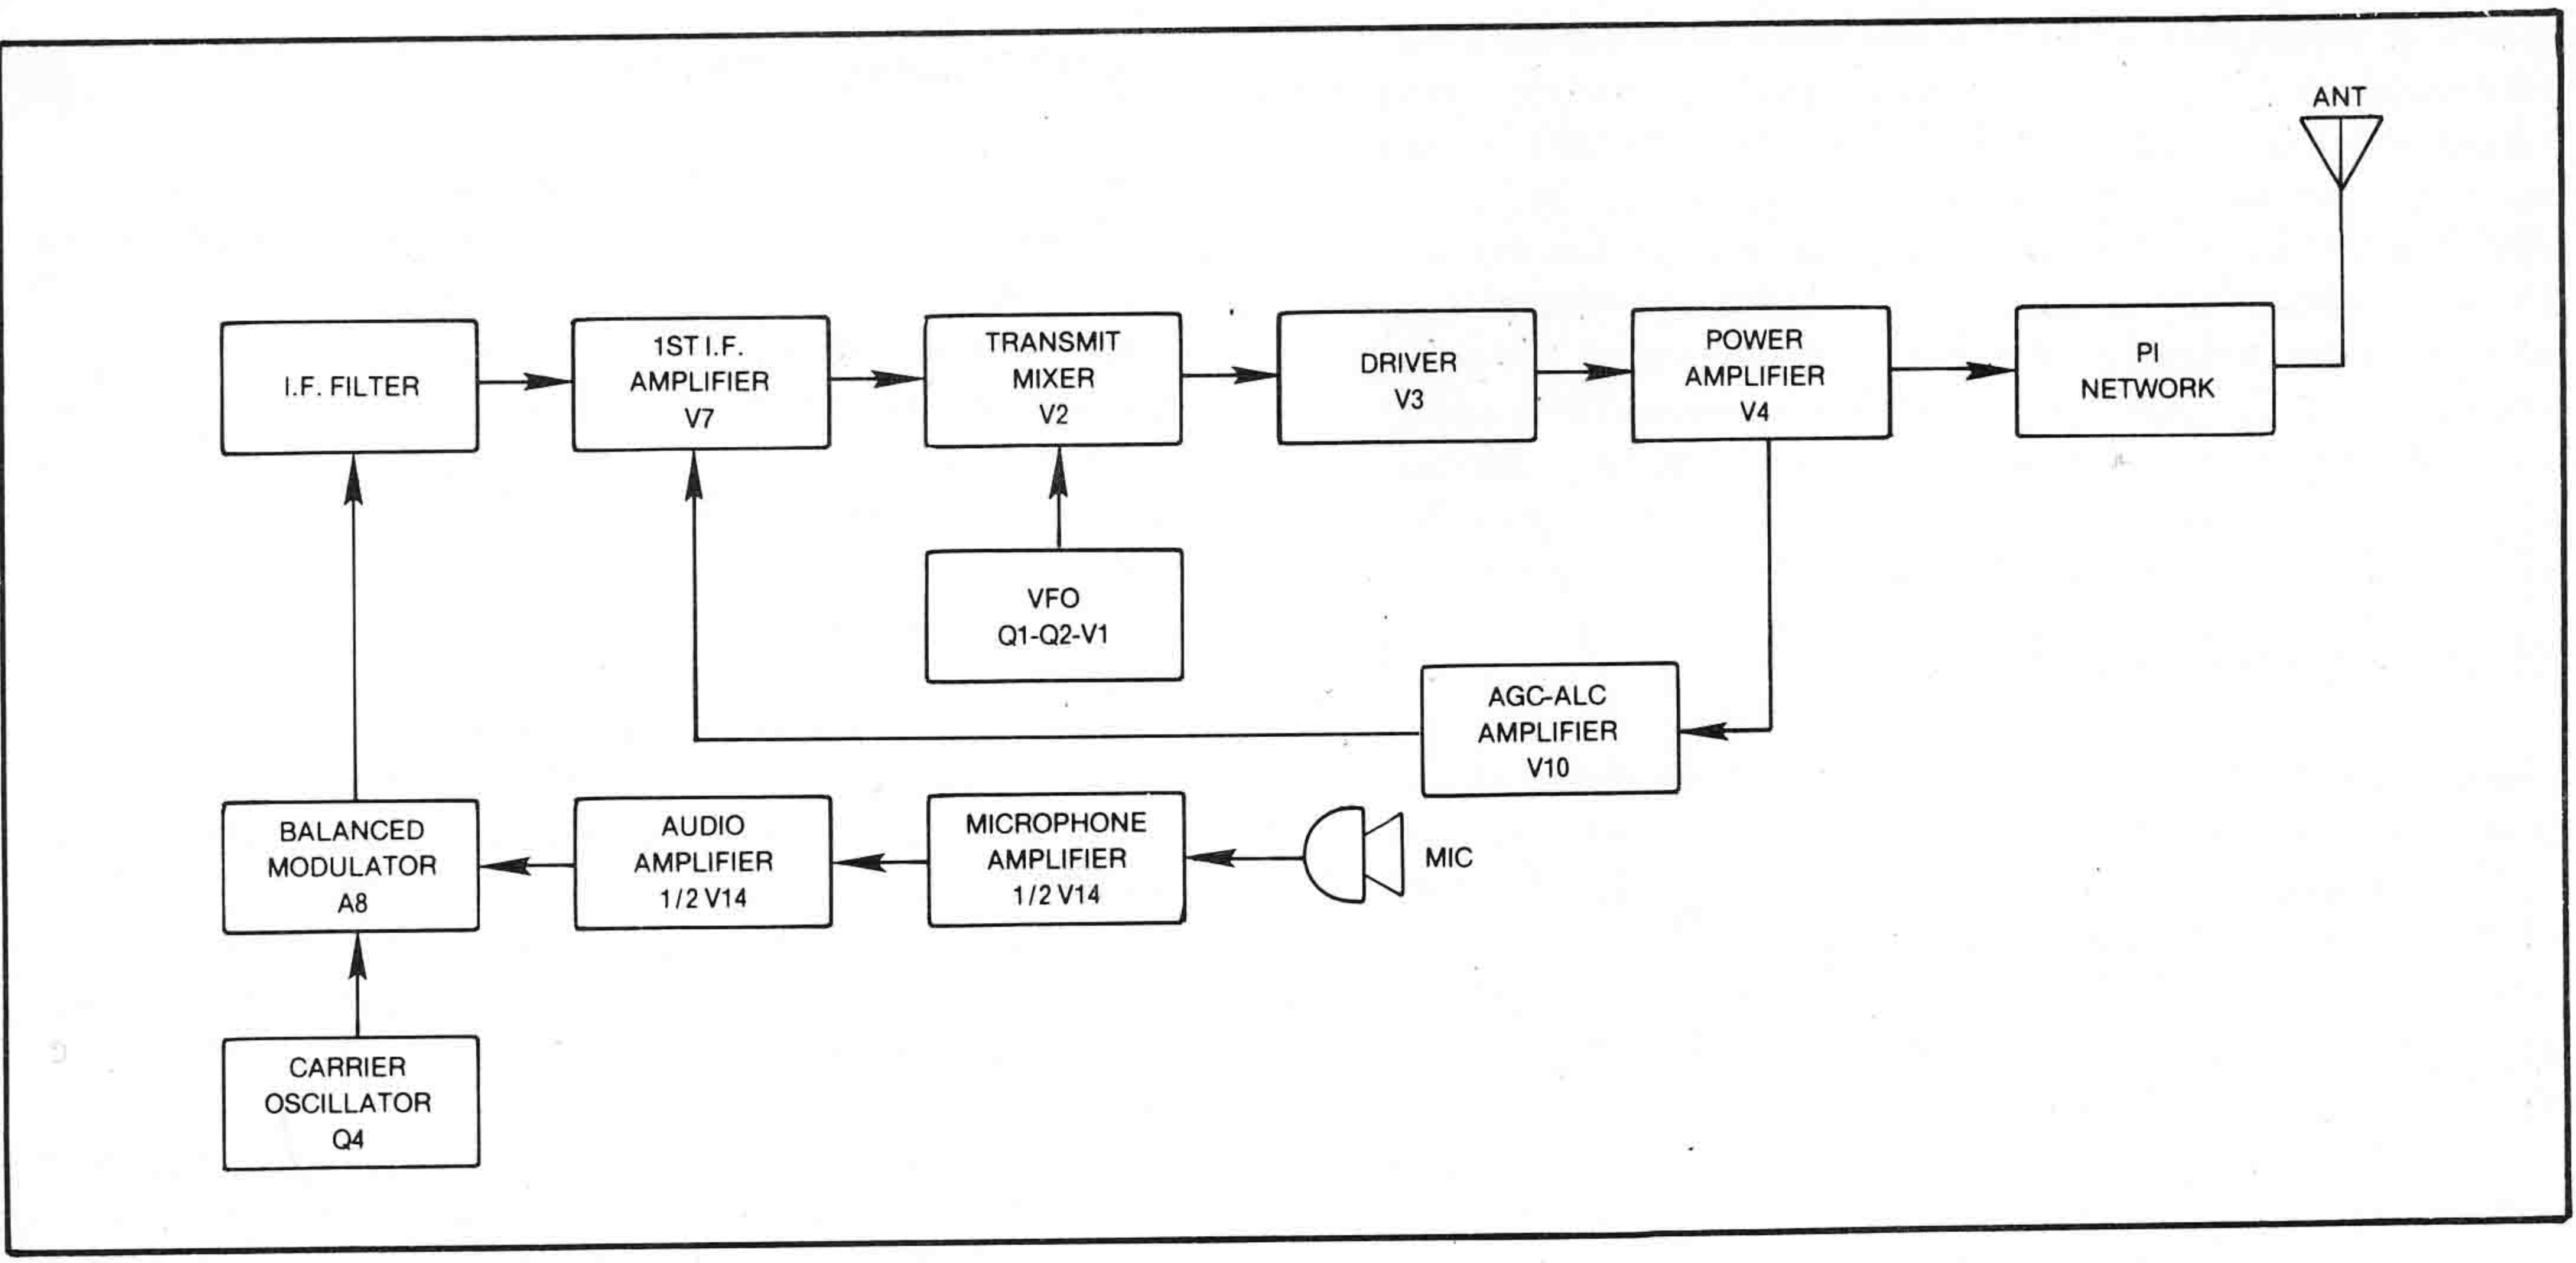 ANT
I.F. FILTER
1ST I.F.
AMPLIFIER
V7
TRANSMIT
MIXER
V2
DRIVER
V3
POWER
AMPLIFIER
V4
PI
NETWORK
VFO
Q1-Q2-V1
AGC-ALC
AMPLIFIER
V10
BALANCED
MODULATOR
A8
AUDIO
AMPLIFIER
1/2 V14
MICROPHONE
AMPLIFIER
1/2 V14
MIC
CARRIER
OSCILLATOR
Q4